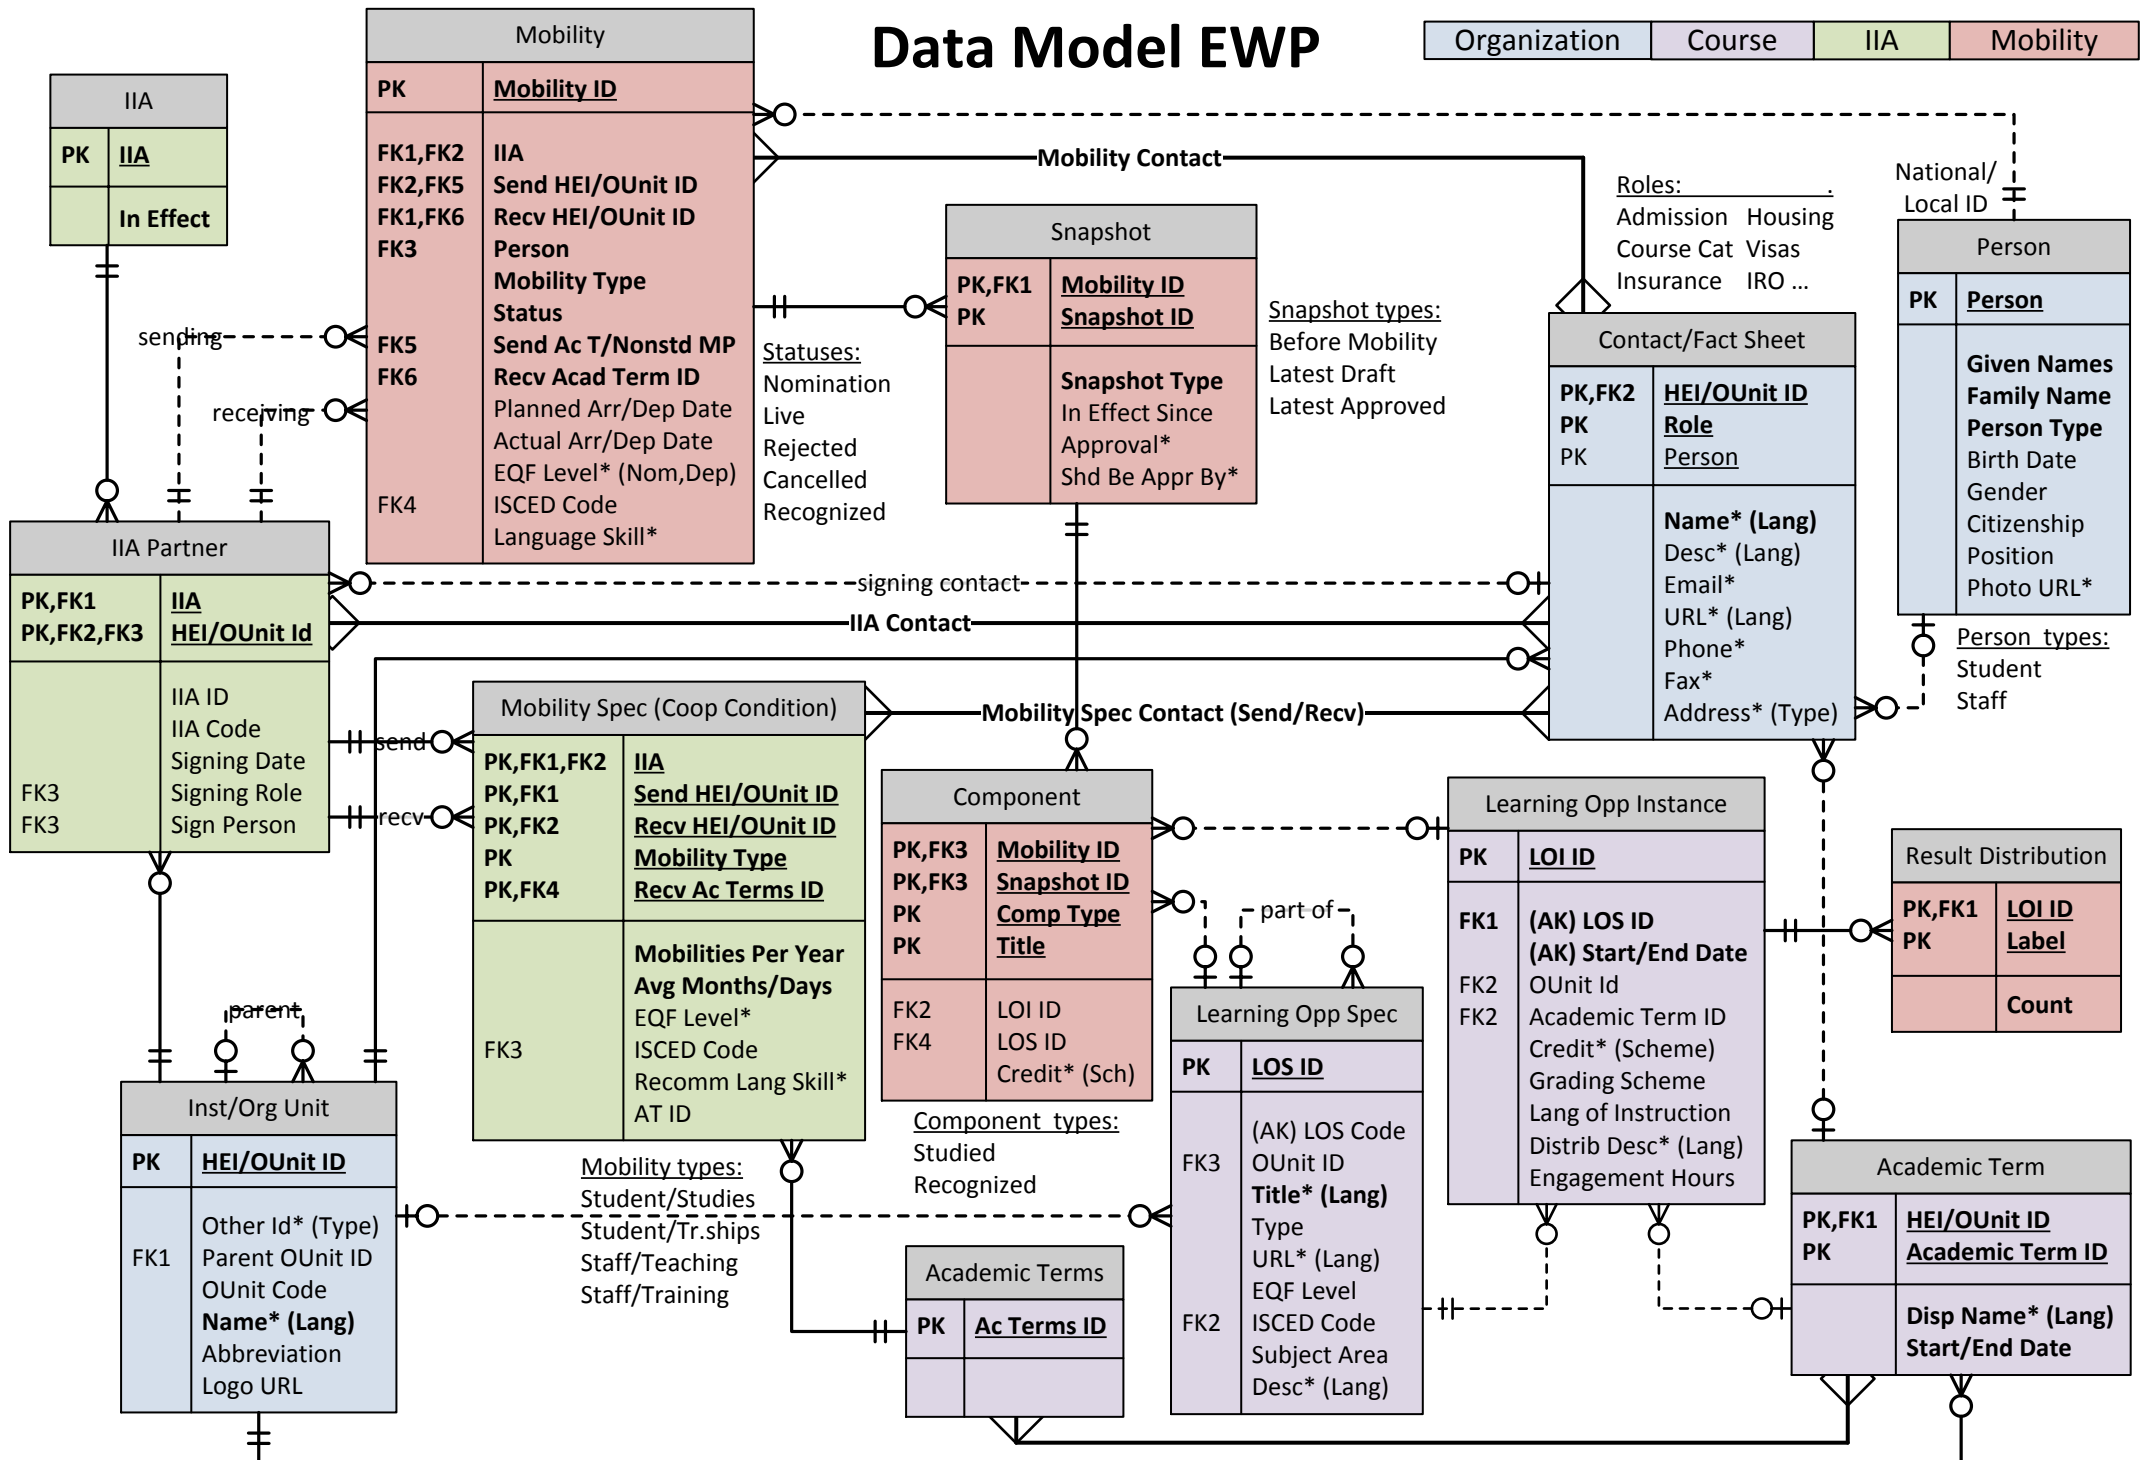 Data Model EWP
Organization Course IIA Mobility
IIA
PK IIA
In Effect
Mobility
PK Mobility ID
FK1,FK2 IIA
FK2,FK5 Send HEI/OUnit ID
FK1,FK6 Recv HEI/OUnit ID
FK3 Person
Mobility Type
Status
FK5 Send Ac T/Nonstd MP
FK6 Recv Acad Term ID
Planned Arr/Dep Date
Actual Arr/Dep Date
EQF Level* (Nom,Dep)
FK4 ISCED Code
Language Skill*
Mobility Contact
Roles: .
Admission Housing
Course Cat Visas
Insurance IRO ...
National/
Local ID
Snapshot
PK,FK1 Mobility ID
PK Snapshot ID
Snapshot Type
In Effect Since
Approval*
Shd Be Appr By*
Snapshot types:
Before Mobility
Latest Draft
Latest Approved
Statuses:
Nomination
Live
Rejected
Cancelled
Recognized
Contact/Fact Sheet
PK,FK2 HEI/OUnit ID
PK Role
PK Person
Name* (Lang)
Desc* (Lang)
Email*
URL* (Lang)
Phone*
Fax*
Address* (Type)
Person
PK Person
Given Names
Family Name
Person Type
Birth Date
Gender
Citizenship
Position
Photo URL*
Person types:
Student
Staff
sending
receiving
IIA Partner
PK,FK1 IIA
PK,FK2,FK3 HEI/OUnit Id
IIA ID
IIA Code
Signing Date
FK3 Signing Role
FK3 Sign Person
signing contact
IIA Contact
Mobility Spec Contact (Send/Recv)
send
recv
Mobility Spec (Coop Condition)
PK,FK1,FK2 IIA
PK,FK1 Send HEI/OUnit ID
PK,FK2 Recv HEI/OUnit ID
PK Mobility Type
PK,FK4 Recv Ac Terms ID
Mobilities Per Year
Avg Months/Days
EQF Level*
FK3 ISCED Code
Recomm Lang Skill*
AT ID
Mobility types:
Student/Studies
Student/Tr.ships
Staff/Teaching
Staff/Training
Component
PK,FK3 Mobility ID
PK,FK3 Snapshot ID
PK Comp Type
PK Title
FK2 LOI ID
FK4 LOS ID
Credit* (Sch)
Component types:
Studied
Recognized
part of
Learning Opp Instance
PK LOI ID
FK1 (AK) LOS ID
(AK) Start/End Date
FK2 OUnit Id
FK2 Academic Term ID
Credit* (Scheme)
Grading Scheme
Lang of Instruction
Distrib Desc* (Lang)
Engagement Hours
Result Distribution
PK,FK1 LOI ID
PK Label
Count
parent
Inst/Org Unit
PK HEI/OUnit ID
Other Id* (Type)
FK1 Parent OUnit ID
OUnit Code
Name* (Lang)
Abbreviation
Logo URL
Learning Opp Spec
PK LOS ID
(AK) LOS Code
FK3 OUnit ID
Title* (Lang)
Type
URL* (Lang)
EQF Level
FK2 ISCED Code
Subject Area
Desc* (Lang)
Academic Terms
PK Ac Terms ID
Academic Term
PK,FK1 HEI/OUnit ID
PK Academic Term ID
Disp Name* (Lang)
Start/End Date